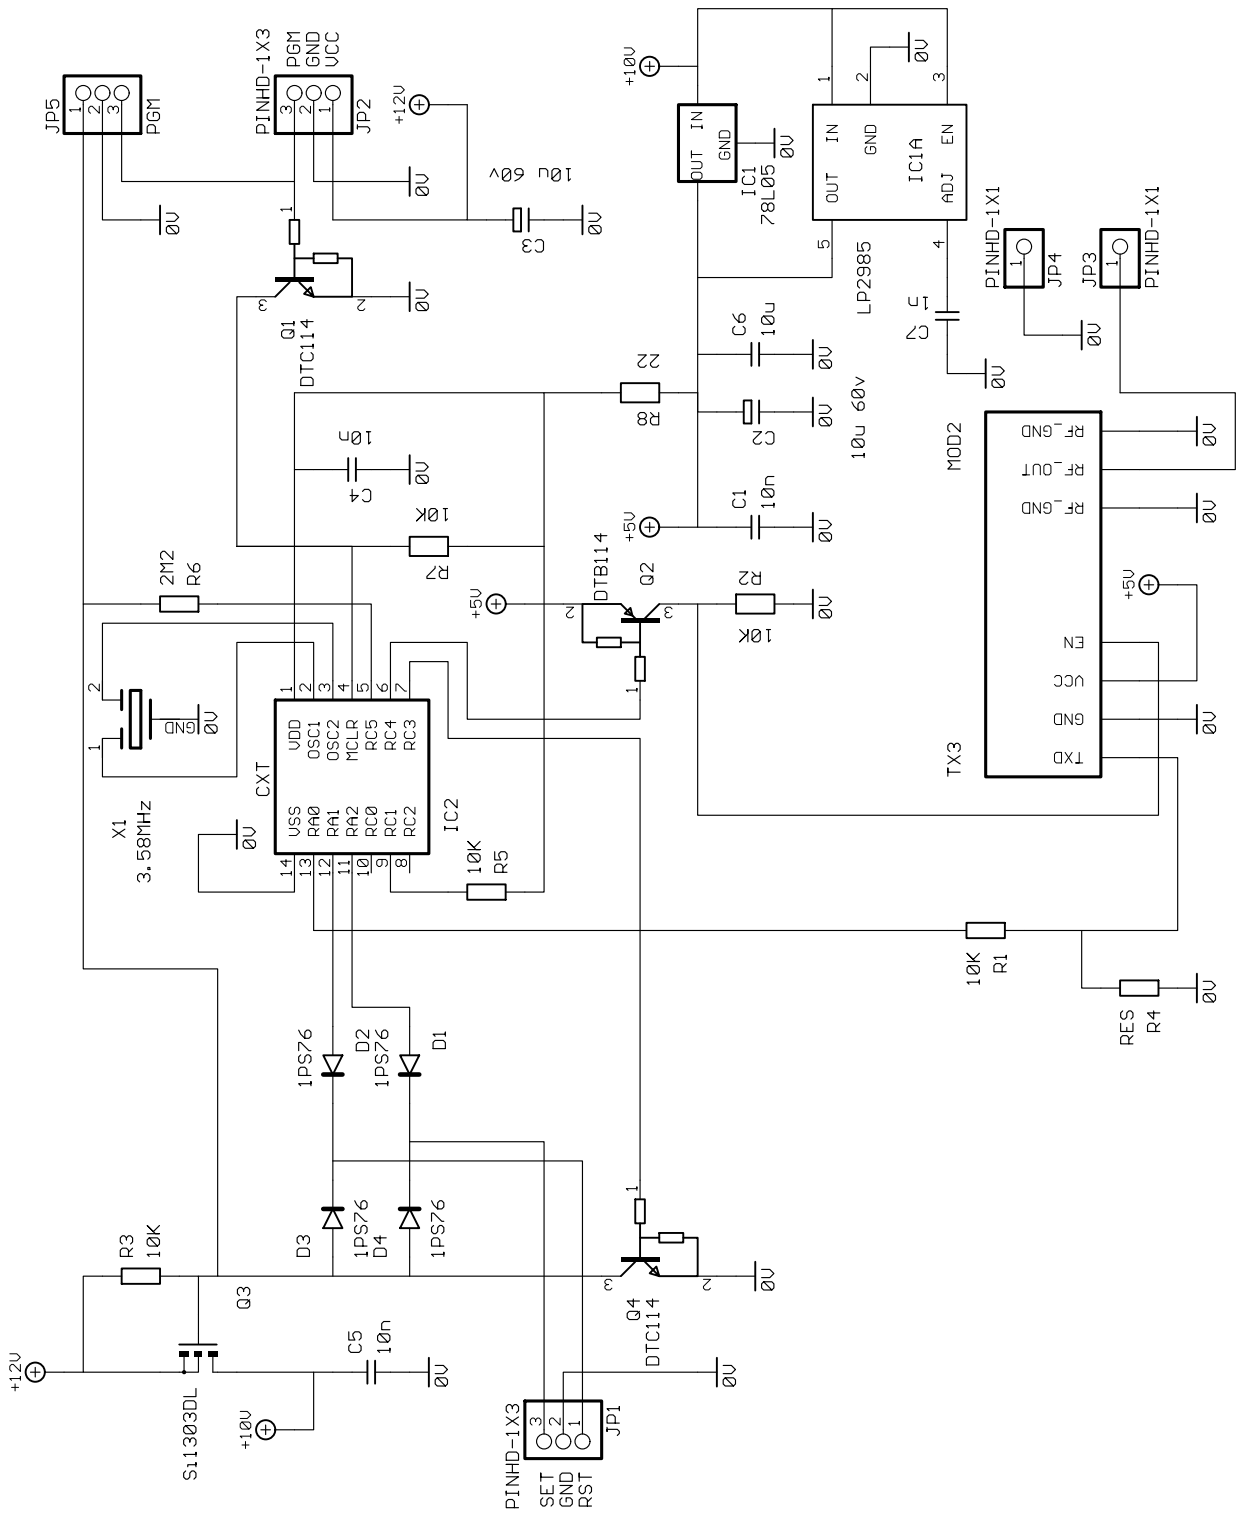 JP5
1
2
3
PGM
PINHD-1X3
PGM
GND
VCC
3
2
1
JP2
+12V
0V
0V
10u 60v
C3
0V
1
3
2
Q1
DTC114
0V
+10V
IN
OUT
GND
IC1
78L05
0V
1
2
3
0V
IN
GND
EN
OUT
ADJ
IC1A
5
4
LP2985
1n
C7
0V
PINHD-1X1
1
JP4
0V
JP3
1
PINHD-1X1
C6
10u
0V
C2
0V
10u 60v
22
R8
C1
10n
0V
+5V
10n
C4
0V
10K
R7
2M2
R6
+5V
DTB114
Q2
2
3
1
R2
10K
0V
MOD2
RF_GND
RF_OUT
RF_GND
EN
VCC
GND
TXD
TX3
0V
0V
+5V
0V
2
1
GND
0V
X1
3.58MHz
CXT
1
2
3
4
5
6
7
VDD
OSC1
OSC2
MCLR
RC5
RC4
RC3
VSS
RA0
RA1
RA2
RC0
RC1
RC2
14
13
12
11
10
9
8
IC2
0V
10K
R5
10K
R1
RES
R4
0V
1PS76
D2
1PS76
D1
D3
1PS76
D4
1PS76
R3
10K
Q3
+12V
Si1303DL
+10V
C5
10n
0V
1
3
2
Q4
DTC114
0V
PINHD-1X3
3
2
1
JP1
SET
GND
RST
0V